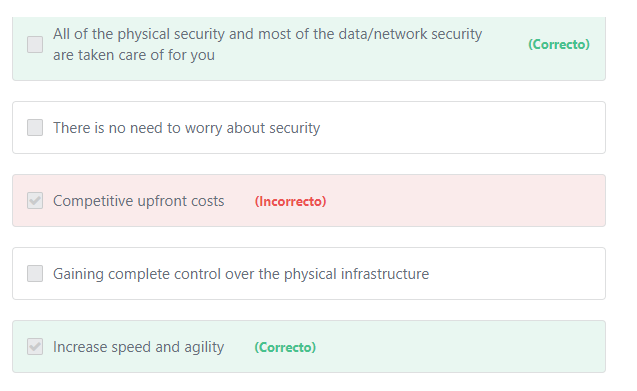 All of the physical security and most of the data/network security
are taken care of for you
(Correcto)
There is no need to worry about security
Competitive upfront costs (Incorrecto)
Gaining complete control over the physical infrastructure
Increase speed and agility (Correcto)